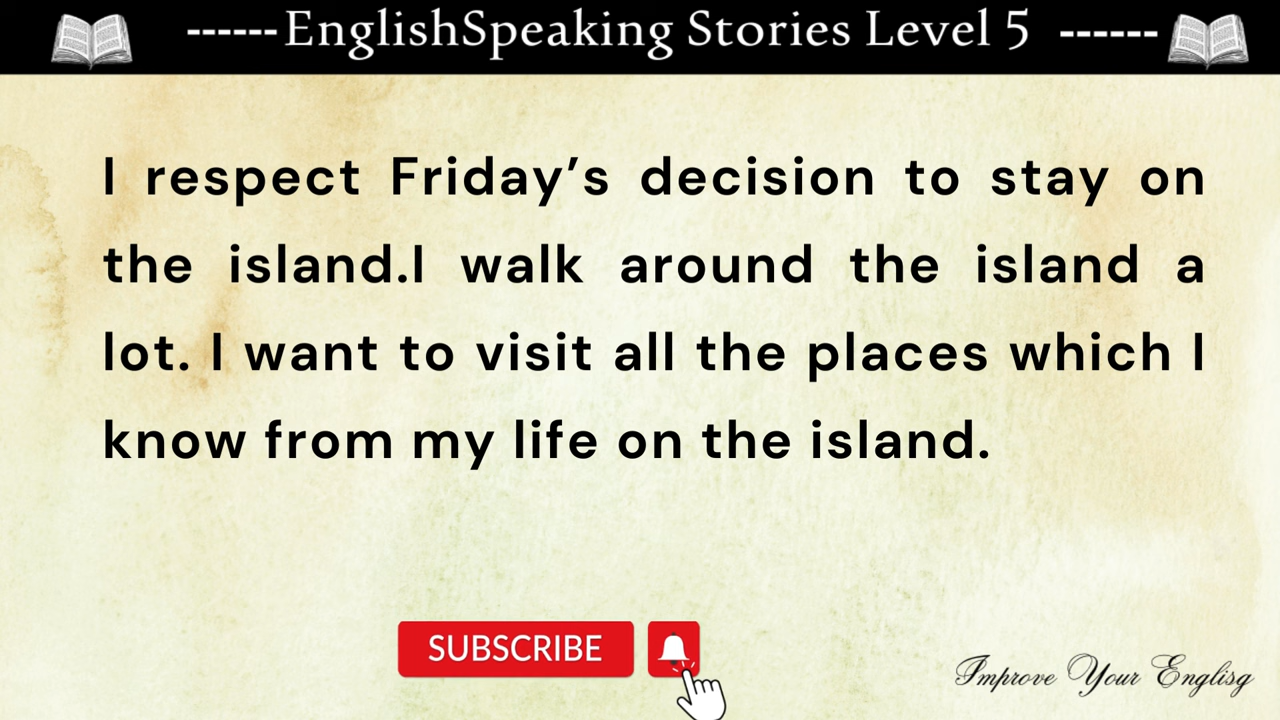 ------EnglishSpeaking Stories Level 5 ------
I respect Friday’s decision to stay on
the island.I walk around the island a
lot. I want to visit all the places which I
know from my life on the island.
SUBSCRIBE
Improve Your Englisg